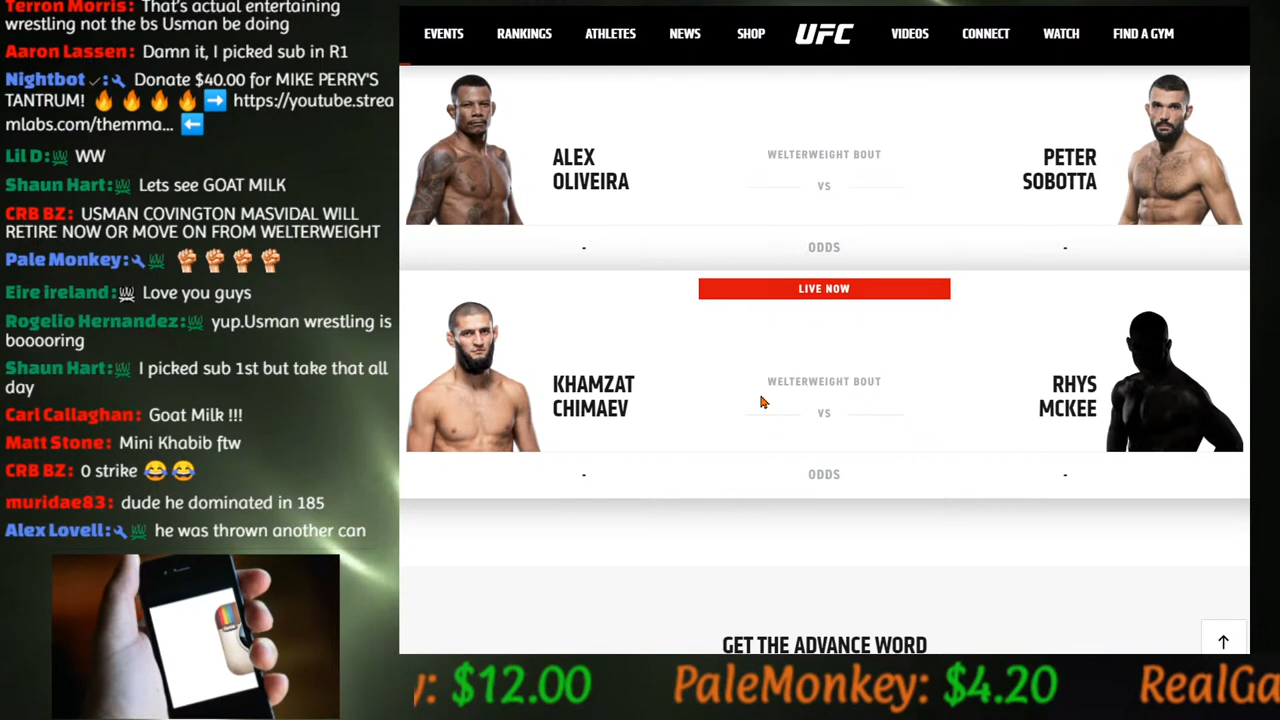 Terron Morris: That's actual entertaining
wrestling not the bs Usman be doing
Aaron Lassen: Damn it, I picked sub in R1
Nightbot ✓:🔧 Donate $40.00 for MIKE PERRY'S
TANTRUM! 🔥 🔥 🔥 🔥 ➡️ https://youtube.strea
mlabs.com/themma... ⬅️
Lil D: WW
Shaun Hart: Lets see GOAT MILK
CRB BZ: USMAN COVINGTON MASVIDAL WILL
RETIRE NOW OR MOVE ON FROM WELTERWEIGHT
Pale Monkey:🔧 ✊🏻 ✊🏻 ✊🏻 ✊🏻
Eire ireland: Love you guys
Rogelio Hernandez: yup.Usman wrestling is
booooring
Shaun Hart: I picked sub 1st but take that all
day
Carl Callaghan: Goat Milk !!!
Matt Stone: Mini Khabib ftw
CRB BZ: 0 strike 😂 😂
muridae83: dude he dominated in 185
Alex Lovell:🔧 he was thrown another can
EVENTS RANKINGS ATHLETES NEWS SHOP UFC VIDEOS CONNECT WATCH FIND A GYM
ALEX
OLIVEIRA
WELTERWEIGHT BOUT
VS
PETER
SOBOTTA
- ODDS -
LIVE NOW
KHAMZAT
CHIMAEV
WELTERWEIGHT BOUT
VS
RHYS
MCKEE
- ODDS -
GET THE ADVANCE WORD
y: $12.00 PaleMonkey: $4.20 RealGa